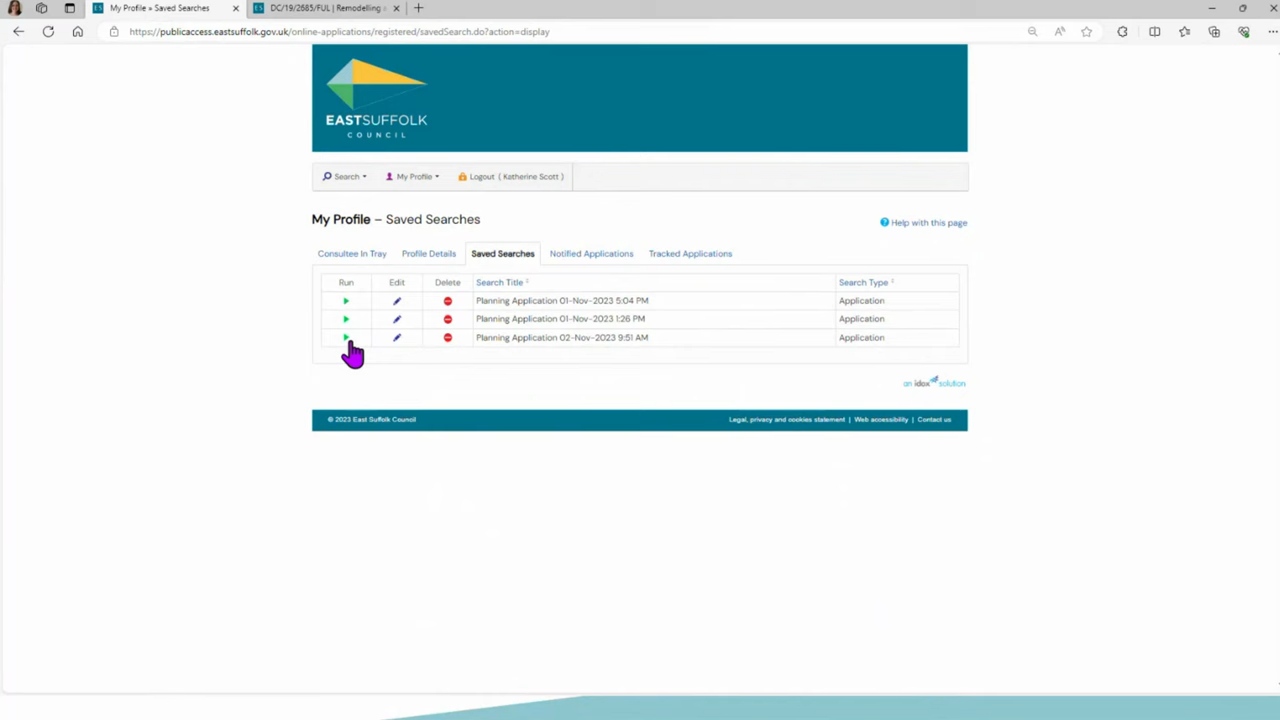 My Profile » Saved Searches
DC/19/2685/FUL | Remodelling
https://publicaccess.eastsuffolk.gov.uk/online-applications/registered/savedSearch.do?action=display
EASTSUFFOLK
COUNCIL
Search My Profile Logout ( Katherine Scott )
My Profile – Saved Searches
Help with this page
Consultee In Tray Profile Details Saved Searches Notified Applications Tracked Applications
Run Edit Delete Search Title Search Type
Planning Application 01-Nov-2023 5:04 PM Application
Planning Application 01-Nov-2023 1:26 PM Application
Planning Application 02-Nov-2023 9:51 AM Application
an idox solution
© 2023 East Suffolk Council Legal, privacy and cookies statement | Web accessibility | Contact us